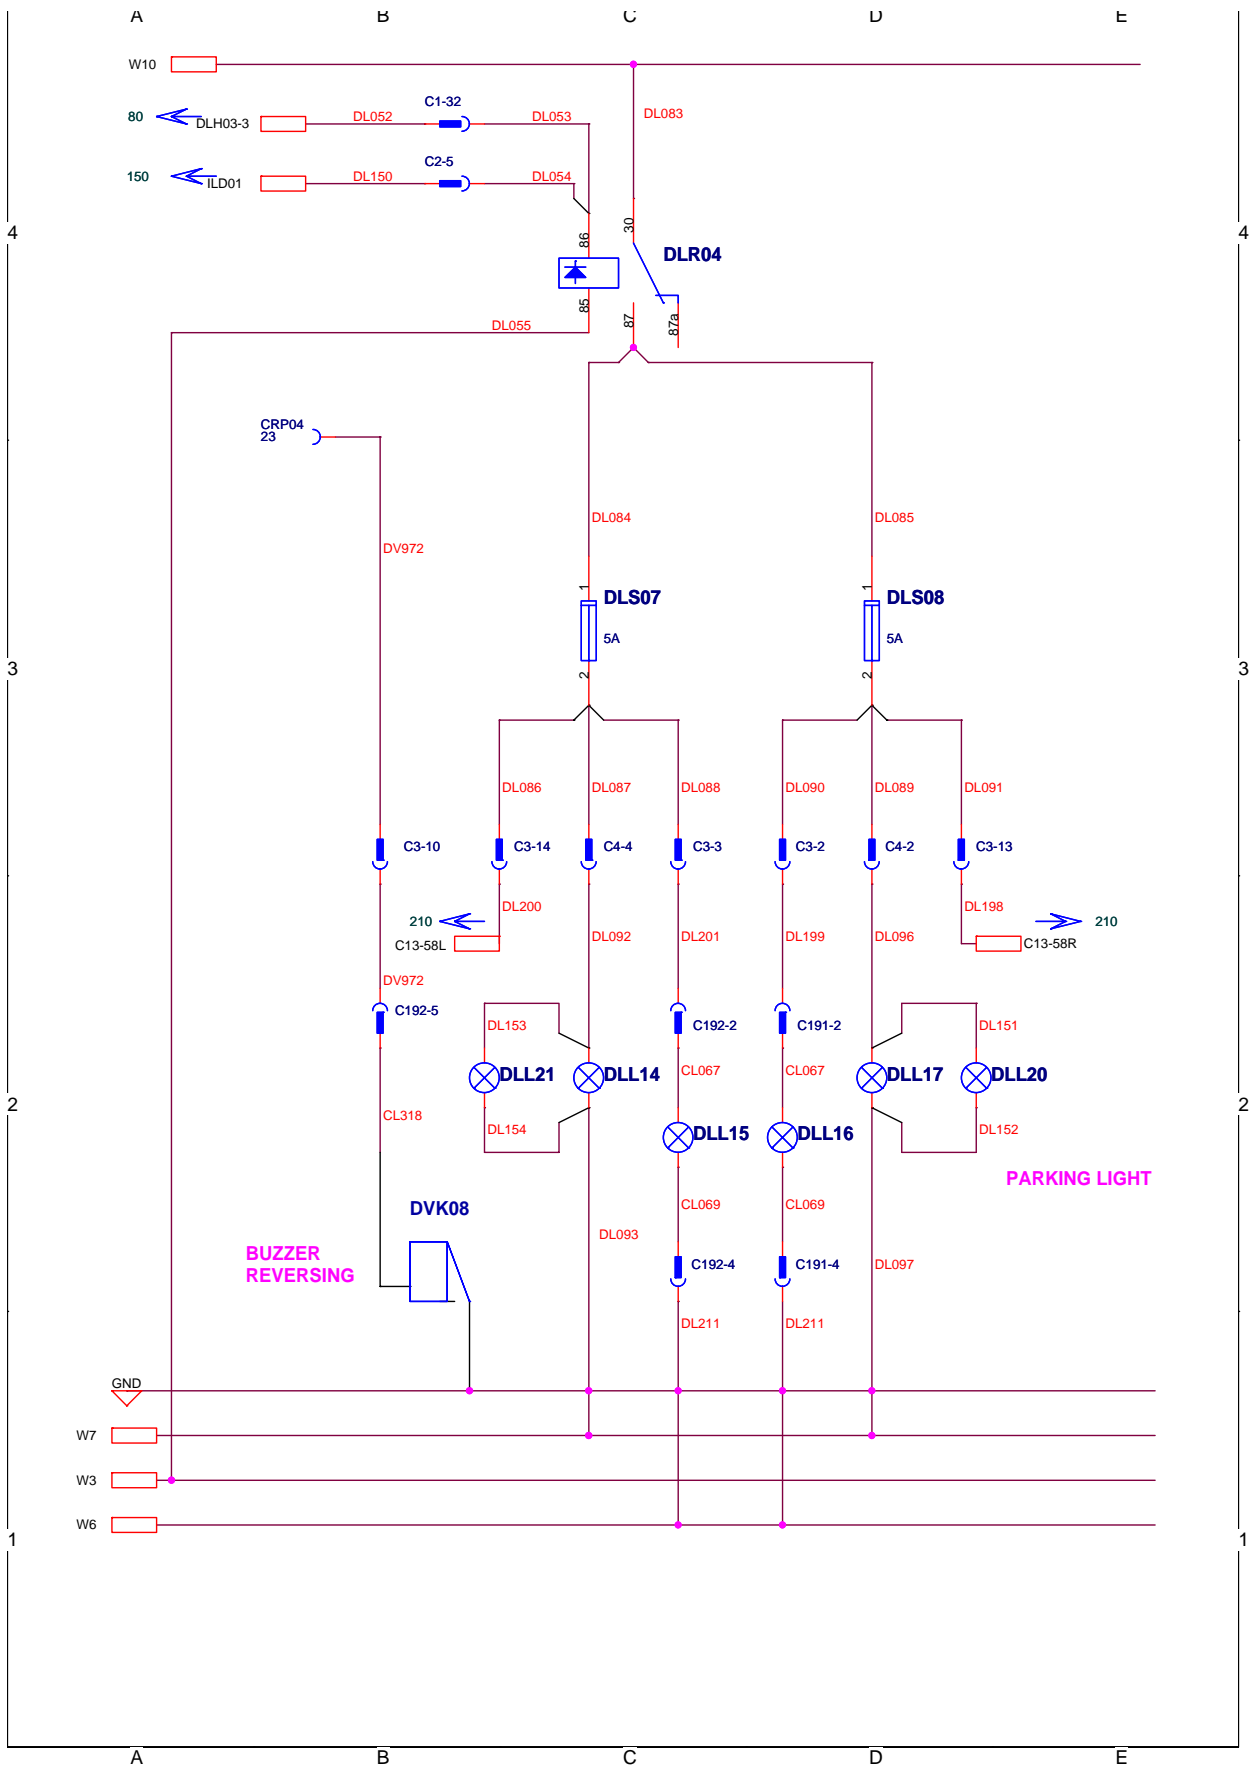 A B C D E
W10
C1-32
80 DLH03-3 DL052 DL053 DL083
C2-5
150 ILD01 DL150 DL054
4 86 30 4
DLR04
85 87 87a
DL055
CRP04
23
DL084 DL085
DV972
1 DLS07 1 DLS08
5A 5A
3 2 2 3
DL086 DL087 DL088 DL090 DL089 DL091
C3-10 C3-14 C4-4 C3-3 C3-2 C4-2 C3-13
DL200 DL198
210 210
C13-58L DL092 DL201 DL199 DL096 C13-58R
DV972
C192-5 DL153 C192-2 C191-2 DL151
DLL21 DLL14 CL067 CL067 DLL17 DLL20
2 2
CL318 DL154 DLL15 DLL16 DL152
PARKING LIGHT
DVK08 CL069 CL069
DL093
BUZZER
REVERSING
C192-4 C191-4 DL097
DL211 DL211
GND
W7
W3
W6
1 1
A B C D E